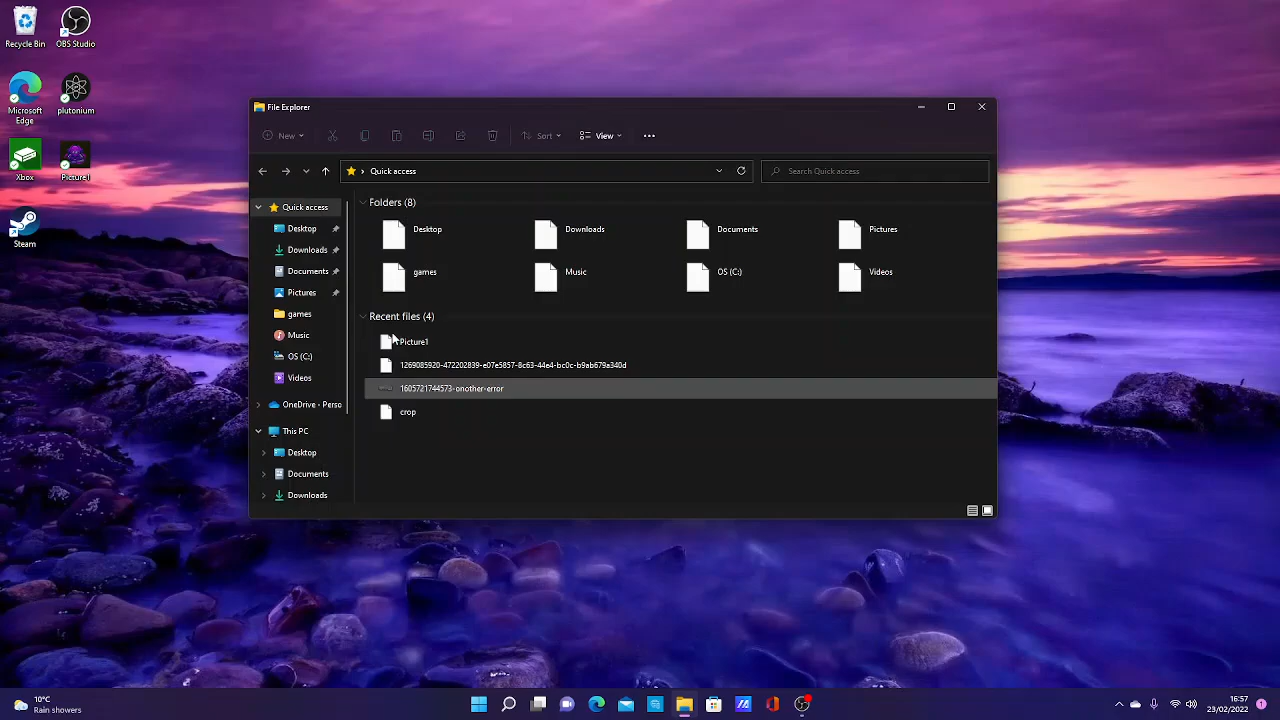 Recycle Bin
OBS Studio
Microsoft Edge
plutonium
Xbox
Picture1
Steam
File Explorer
New
Sort
View
Quick access
Search Quick access
Quick access
Desktop
Downloads
Documents
Pictures
games
Music
OS (C:)
Videos
OneDrive - Perso
This PC
Desktop
Documents
Downloads
Folders (8)
Desktop
Downloads
Documents
Pictures
games
Music
OS (C:)
Videos
Recent files (4)
Picture1
1269085920-472202839-e07e5857-8c63-44e4-bc0c-b9ab679a340d
1605721744573-onother-error
crop
10°C
Rain showers
16:57
23/02/2022
1